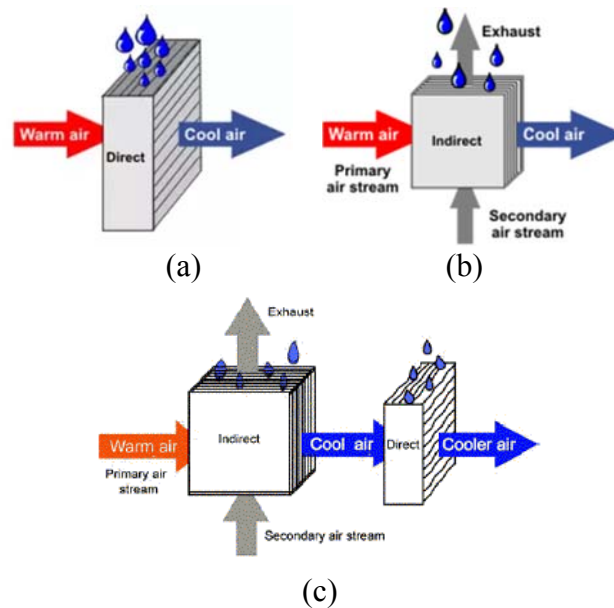 Warm air
Direct
Cool air
(a)
Exhaust
Warm air
Indirect
Cool air
Primary
air stream
Secondary
air stream
(b)
Exhaust
Warm air
Indirect
Cool air
Direct
Cooler air
Primary air
stream
Secondary air stream
(c)